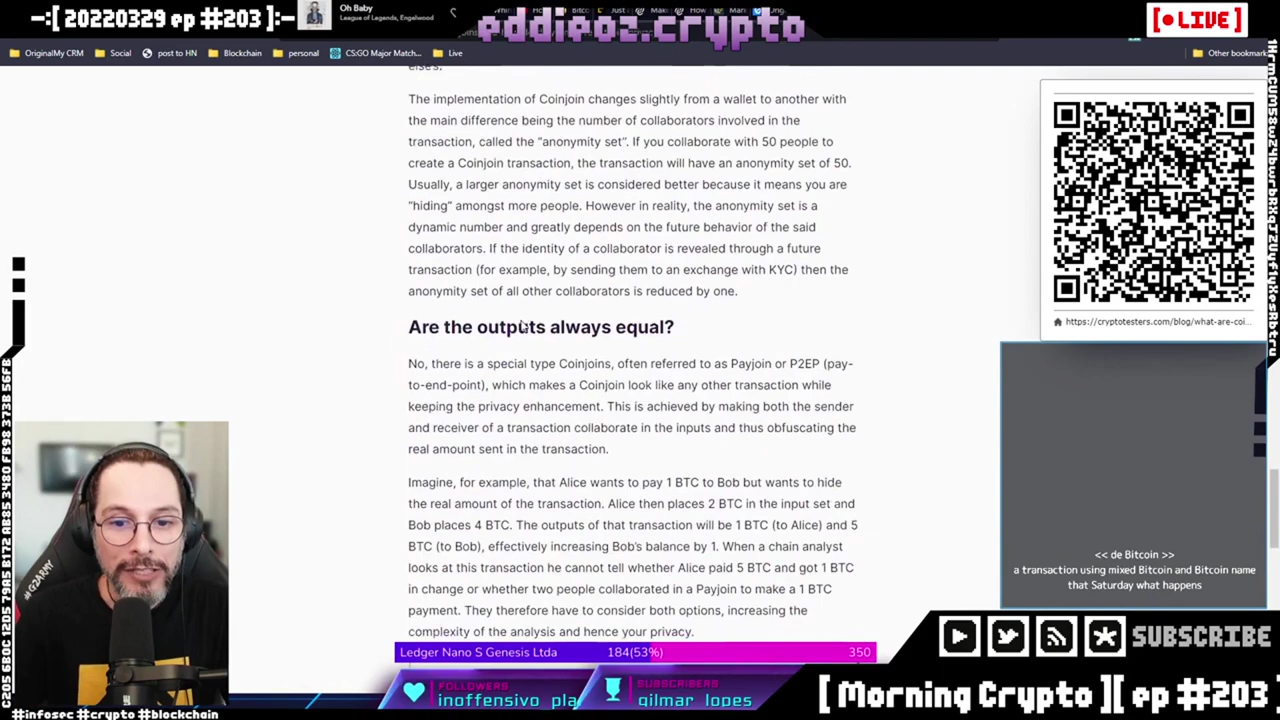 -:[ 20220329 ep #203 ]:-
Oh Baby
League of Legends, Engelwood
eddieoz.crypto
[● LIVE]
OriginalMy CRM
Social
post to HN
Blockchain
personal
CS:GO Major Match...
Live
Other bookmark
The implementation of Coinjoin changes slightly from a wallet to another with
the main difference being the number of collaborators involved in the
transaction, called the "anonymity set". If you collaborate with 50 people to
create a Coinjoin transaction, the transaction will have an anonymity set of 50.
Usually, a larger anonymity set is considered better because it means you are
"hiding" amongst more people. However in reality, the anonymity set is a
dynamic number and greatly depends on the future behavior of the said
collaborators. If the identity of a collaborator is revealed through a future
transaction (for example, by sending them to an exchange with KYC) then the
anonymity set of all other collaborators is reduced by one.
Are the outputs always equal?
No, there is a special type Coinjoins, often referred to as Payjoin or P2EP (pay-
to-end-point), which makes a Coinjoin look like any other transaction while
keeping the privacy enhancement. This is achieved by making both the sender
and receiver of a transaction collaborate in the inputs and thus obfuscating the
real amount sent in the transaction.
Imagine, for example, that Alice wants to pay 1 BTC to Bob but wants to hide
the real amount of the transaction. Alice then places 2 BTC in the input set and
Bob places 4 BTC. The outputs of that transaction will be 1 BTC (to Alice) and 5
BTC (to Bob), effectively increasing Bob's balance by 1. When a chain analyst
looks at this transaction he cannot tell whether Alice paid 5 BTC and got 1 BTC
in change or whether two people collaborated in a Payjoin to make a 1 BTC
payment. They therefore have to consider both options, increasing the
complexity of the analysis and hence your privacy.
https://cryptotesters.com/blog/what-are-coi...
<< de Bitcoin >>
a transaction using mixed Bitcoin and Bitcoin name
that Saturday what happens
Ledger Nano S Genesis Ltda 184(53%) 350
FOLLOWERS
inoffensivo_pla
SUBSCRIBERS
gilmar_lopes
SUBSCRIBE
[ Morning Crypto ][ ep #203 ]
#infosec #crypto #blockchain